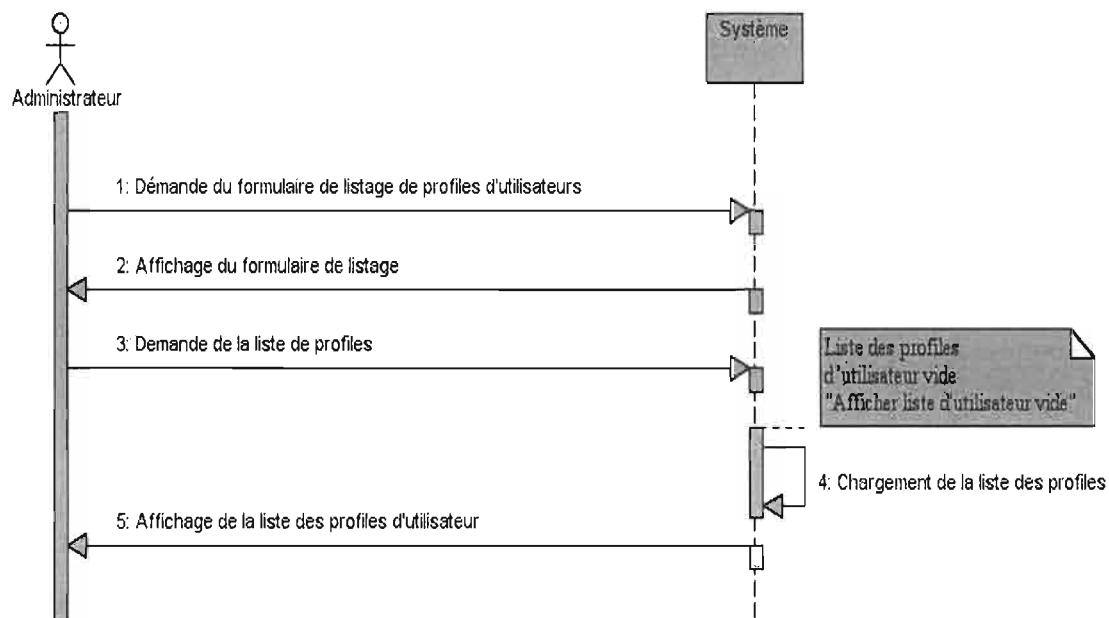 Système
Administrateur
1: Démande du formulaire de listage de profiles d'utilisateurs
2: Affichage du formulaire de listage
3: Demande de la liste de profiles
Liste des profiles
d'utilisateur vide
"Afficher liste d'utilisateur vide"
4: Chargement de la liste des profiles
5: Affichage de la liste des profiles d'utilisateur